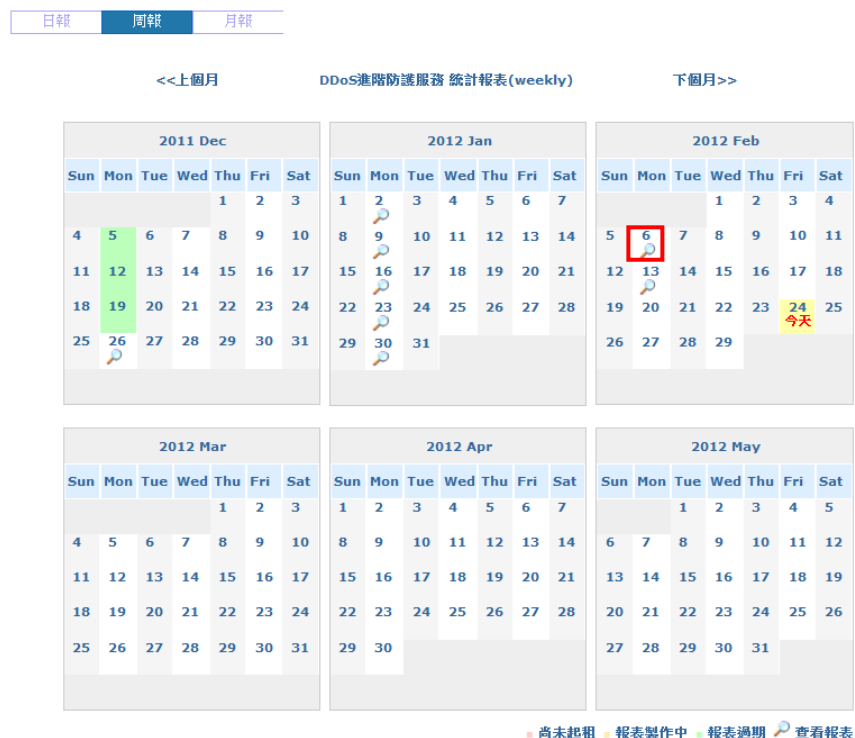 日報 周報 月報
<<上個月 DDoS進階防護服務 統計報表(weekly) 下個月>>
2011 Dec 2012 Jan 2012 Feb
Sun Mon Tue Wed Thu Fri Sat Sun Mon Tue Wed Thu Fri Sat Sun Mon Tue Wed Thu Fri Sat
1 2 3 1 2 3 4 5 6 7 1 2 3 4
4 5 6 7 8 9 10 8 9 10 11 12 13 14 5 6 7 8 9 10 11
11 12 13 14 15 16 17 15 16 17 18 19 20 21 12 13 14 15 16 17 18
18 19 20 21 22 23 24 22 23 24 25 26 27 28 19 20 21 22 23 24 25
今天
25 26 27 28 29 30 31 29 30 31 26 27 28 29
2012 Mar 2012 Apr 2012 May
Sun Mon Tue Wed Thu Fri Sat Sun Mon Tue Wed Thu Fri Sat Sun Mon Tue Wed Thu Fri Sat
1 2 3 1 2 3 4 5 6 7 1 2 3 4 5
4 5 6 7 8 9 10 8 9 10 11 12 13 14 6 7 8 9 10 11 12
11 12 13 14 15 16 17 15 16 17 18 19 20 21 13 14 15 16 17 18 19
18 19 20 21 22 23 24 22 23 24 25 26 27 28 20 21 22 23 24 25 26
25 26 27 28 29 30 31 29 30 27 28 29 30 31
尚未起租 報表製作中 報表過期 查看報表